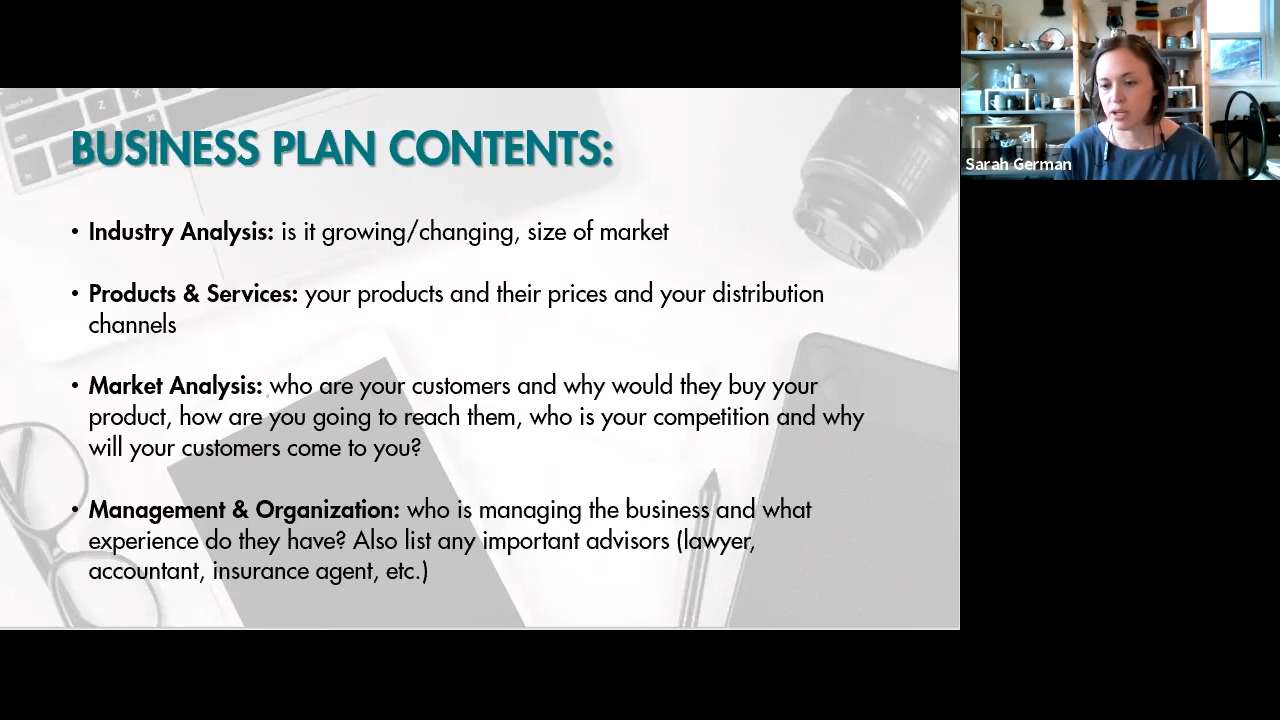 BUSINESS PLAN CONTENTS:
• Industry Analysis: is it growing/changing, size of market
• Products & Services: your products and their prices and your distribution
channels
• Market Analysis: who are your customers and why would they buy your
product, how are you going to reach them, who is your competition and why
will your customers come to you?
• Management & Organization: who is managing the business and what
experience do they have? Also list any important advisors (lawyer,
accountant, insurance agent, etc.)
Sarah German